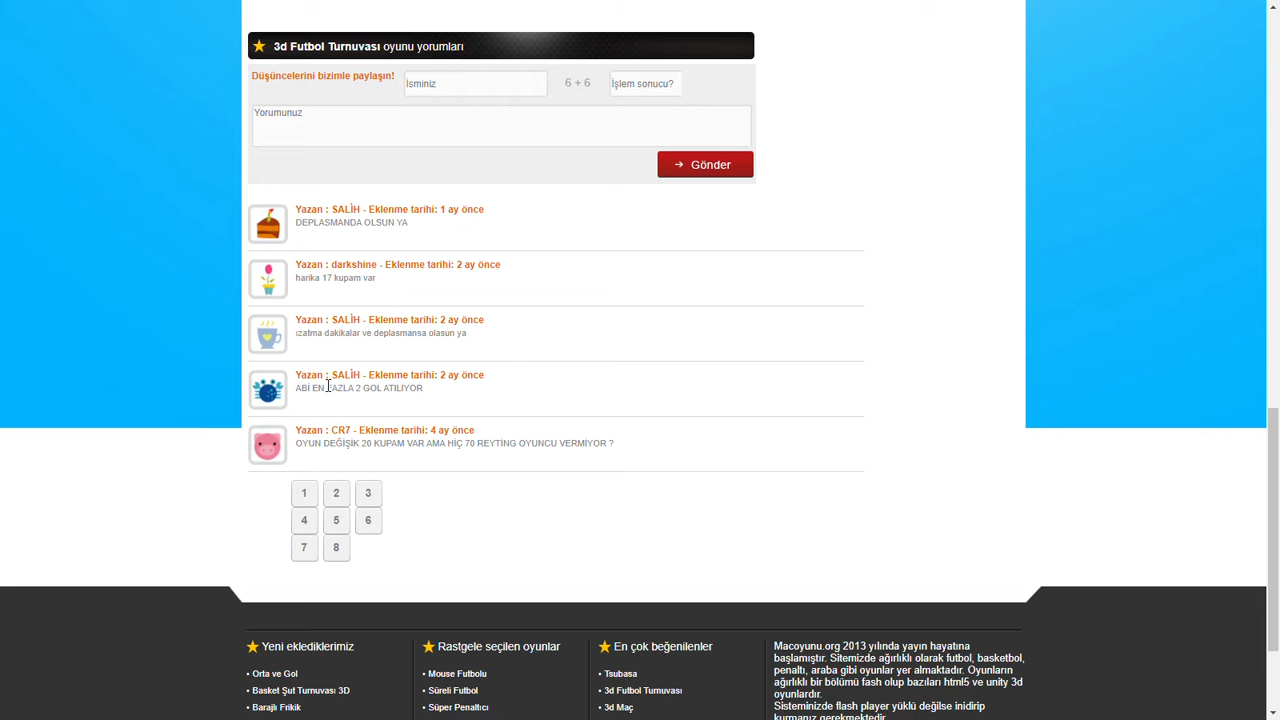 3d Futbol Turnuvası oyunu yorumları
Düşüncelerini bizimle paylaşın!
İsminiz
6 + 6
İşlem sonucu?
Yorumunuz
→ Gönder
Yazan : SALİH - Eklenme tarihi: 1 ay önce
DEPLASMANDA OLSUN YA
Yazan : darkshine - Eklenme tarihi: 2 ay önce
harika 17 kupam var
Yazan : SALİH - Eklenme tarihi: 2 ay önce
ızatma dakikalar ve deplasmansa olasun ya
Yazan : SALİH - Eklenme tarihi: 2 ay önce
ABİ EN FAZLA 2 GOL ATILIYOR
Yazan : CR7 - Eklenme tarihi: 4 ay önce
OYUN DEĞİŞİK 20 KUPAM VAR AMA HİÇ 70 REYTİNG OYUNCU VERMİYOR ?
1 2 3
4 5 6
7 8
Yeni eklediklerimiz
• Orta ve Gol
• Basket Şut Turnuvası 3D
• Barajlı Frikik
Rastgele seçilen oyunlar
• Mouse Futbolu
• Süreli Futbol
• Süper Penaltıcı
En çok beğenilenler
• Tsubasa
• 3d Futbol Turnuvası
• 3d Maç
Macoyunu.org 2013 yılında yayın hayatına
başlamıştır. Sitemizde ağırlıklı olarak futbol, basketbol,
penaltı, araba gibi oyunlar yer almaktadır. Oyunların
ağırlıklı bir bölümü fash olup bazıları html5 ve unity 3d
oyunlardır.
Sisteminizde flash player yüklü değilse inidirip
kurmanız gerekmektedir.